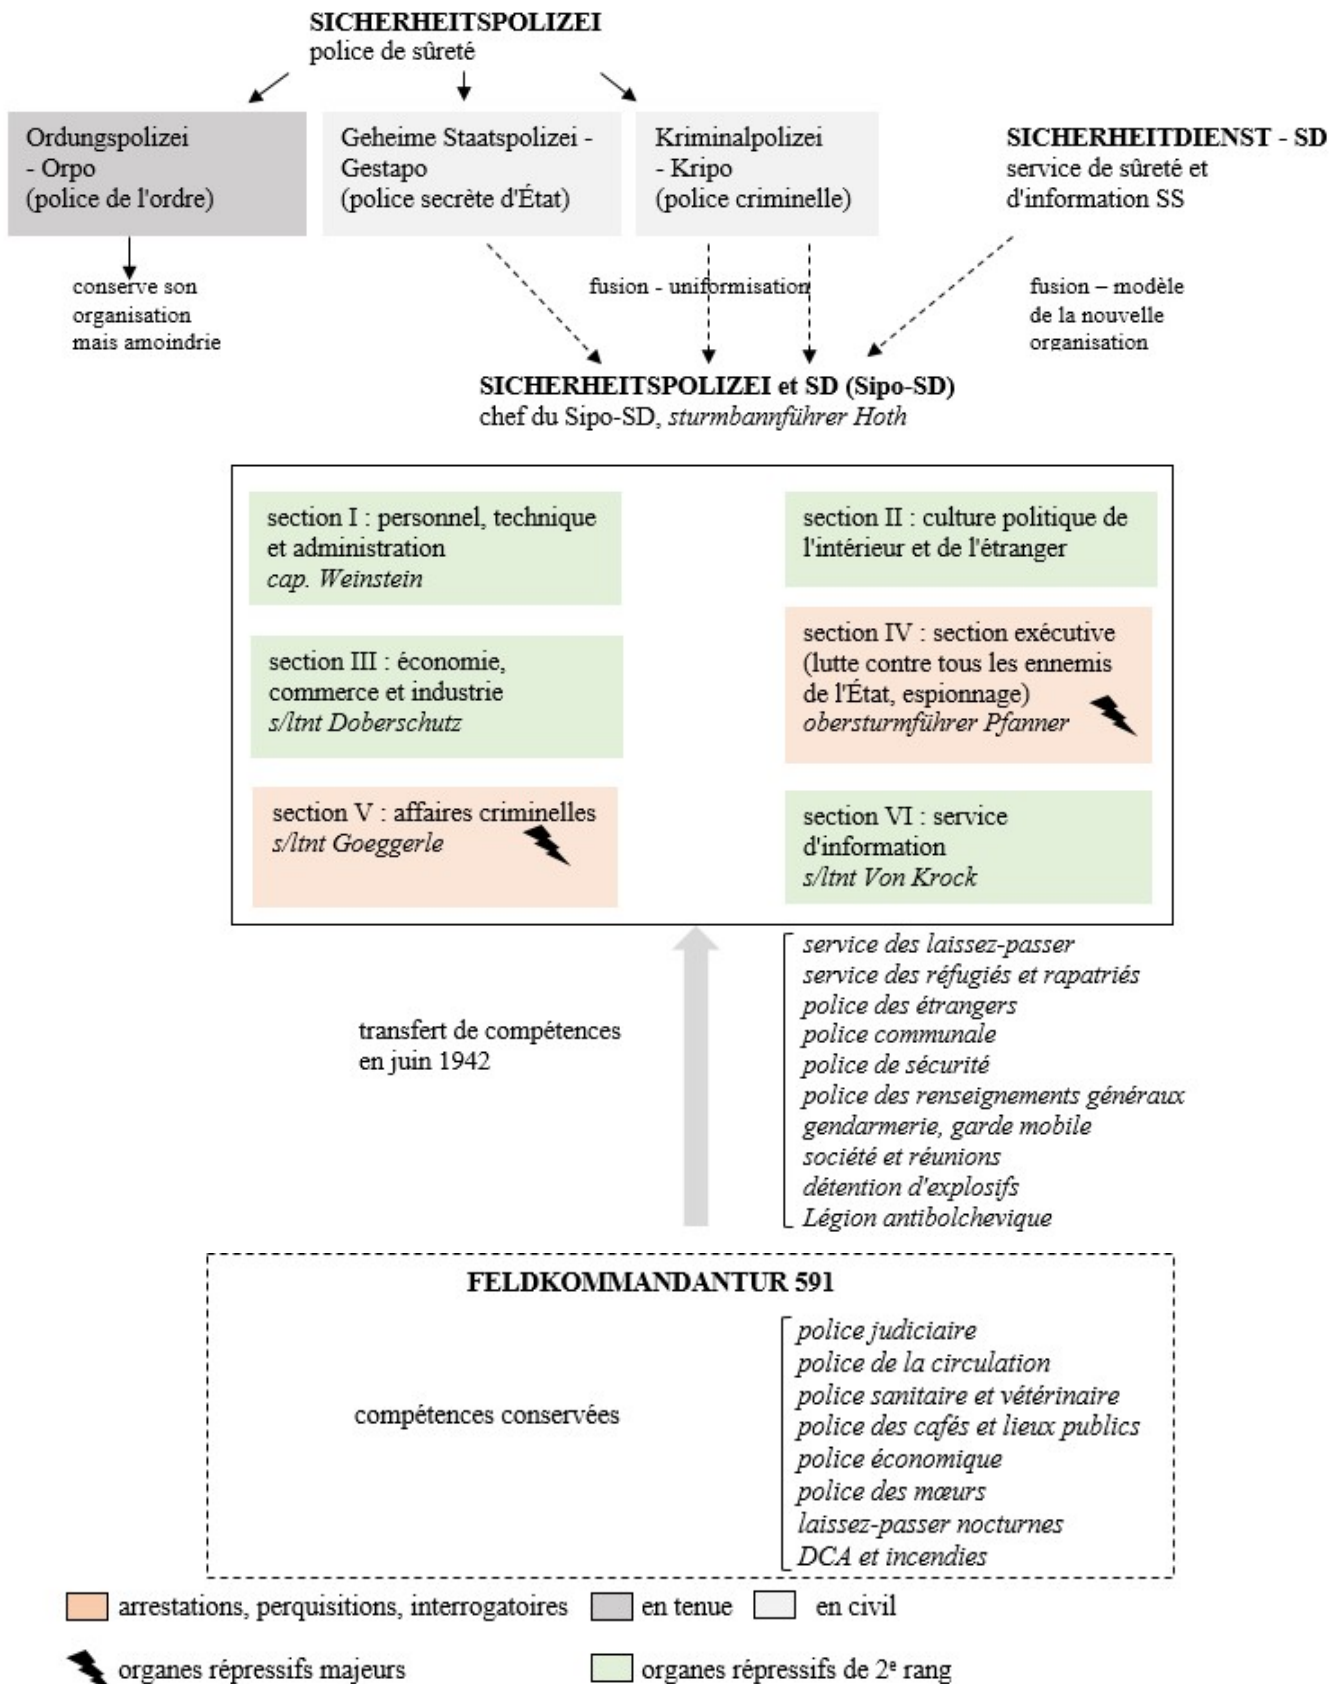 SICHERHEITSPOLIZEI
police de sûreté
Ordungspolizei
- Orpo
(police de l'ordre)
Geheime Staatspolizei -
Gestapo
(police secrète d'État)
Kriminalpolizei
- Kripo
(police criminelle)
SICHERHEITDIENST - SD
service de sûreté et
d'information SS
conserve son
organisation
mais amoindrie
fusion - uniformisation
fusion – modèle
de la nouvelle
organisation
SICHERHEITSPOLIZEI et SD (Sipo-SD)
chef du Sipo-SD, sturmbannführer Hoth
section I : personnel, technique
et administration
cap. Weinstein
section II : culture politique de
l'intérieur et de l'étranger
section III : économie,
commerce et industrie
s/ltnt Doberschutz
section IV : section exécutive
(lutte contre tous les ennemis
de l'État, espionnage)
obersturmführer Pfanner
section V : affaires criminelles
s/ltnt Goeggerle
section VI : service
d'information
s/ltnt Von Krock
transfert de compétences
en juin 1942
service des laissez-passer
service des réfugiés et rapatriés
police des étrangers
police communale
police de sécurité
police des renseignements généraux
gendarmerie, garde mobile
société et réunions
détention d'explosifs
Légion antibolchevique
FELDKOMMANDANTUR 591
compétences conservées
police judiciaire
police de la circulation
police sanitaire et vétérinaire
police des cafés et lieux publics
police économique
police des mœurs
laissez-passer nocturnes
DCA et incendies
arrestations, perquisitions, interrogatoires
en tenue
en civil
organes répressifs majeurs
organes répressifs de 2ᵉ rang